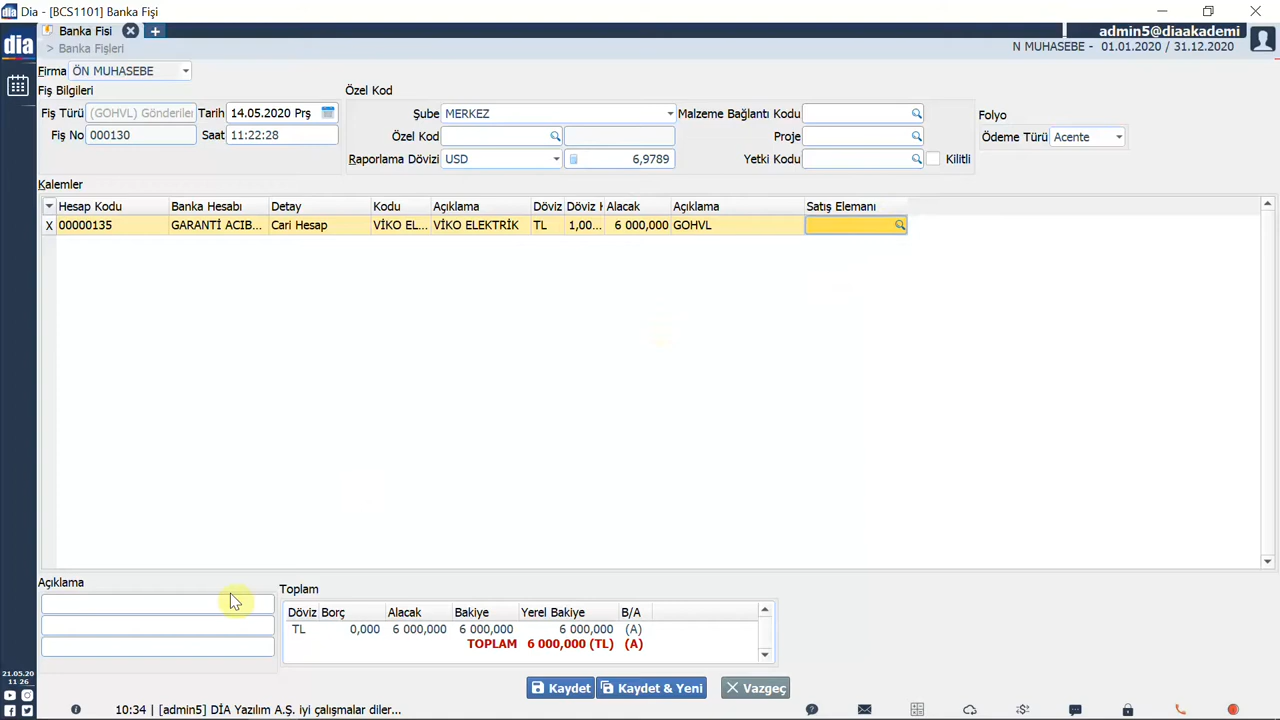 Dia - [BCS1101] Banka Fişi
dia
Banka Fisi
admin5@diaakademi
> Banka Fişleri
N MUHASEBE - 01.01.2020 / 31.12.2020
Firma ÖN MUHASEBE
Fiş Bilgileri
Özel Kod
Fiş Türü (GOHVL) Gönderiler Tarih 14.05.2020 Prş
Şube MERKEZ
Malzeme Bağlantı Kodu
Folyo
Fiş No 000130 Saat 11:22:28
Özel Kod
Proje
Ödeme Türü Acente
Raporlama Dövizi USD 6,9789
Yetki Kodu
Kilitli
Kalemler
Hesap Kodu Banka Hesabı Detay Kodu Açıklama Döviz Döviz Alacak Açıklama Satış Elemanı
X 00000135 GARANTİ ACIB... Cari Hesap VİKO EL... VİKO ELEKTRİK TL 1,00... 6 000,000 GOHVL
Açıklama
Toplam
Döviz Borç Alacak Bakiye Yerel Bakiye B/A
TL 0,000 6 000,000 6 000,000 6 000,000 (A)
TOPLAM 6 000,000 (TL) (A)
Kaydet Kaydet & Yeni Vazgeç
21.05.20
11 26
10:34 | [admin5] DİA Yazılım A.Ş. iyi çalışmalar diler...